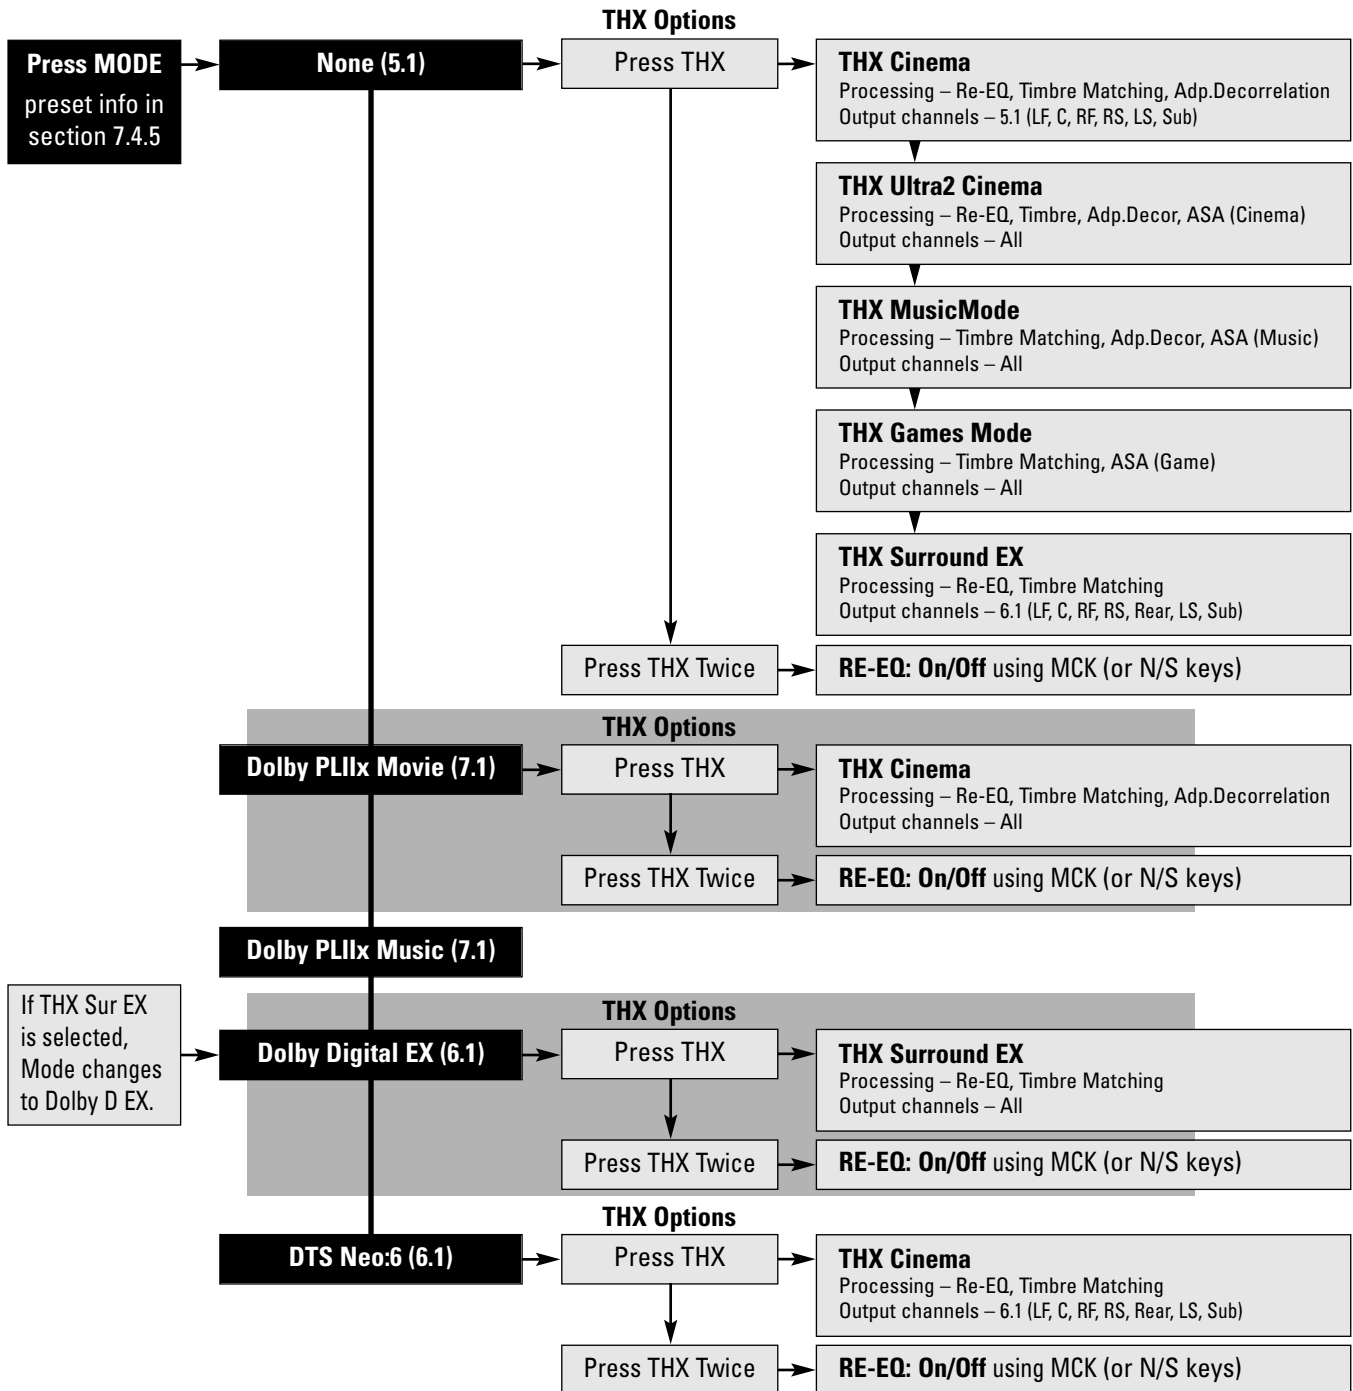 THX Options
Press MODE
preset info in
section 7.4.5
None (5.1)
Press THX
THX Cinema
Processing – Re-EQ, Timbre Matching, Adp.Decorrelation
Output channels – 5.1 (LF, C, RF, RS, LS, Sub)
THX Ultra2 Cinema
Processing – Re-EQ, Timbre, Adp.Decor, ASA (Cinema)
Output channels – All
THX MusicMode
Processing – Timbre Matching, Adp.Decor, ASA (Music)
Output channels – All
THX Games Mode
Processing – Timbre Matching, ASA (Game)
Output channels – All
THX Surround EX
Processing – Re-EQ, Timbre Matching
Output channels – 6.1 (LF, C, RF, RS, Rear, LS, Sub)
Press THX Twice
RE-EQ: On/Off using MCK (or N/S keys)
THX Options
Dolby PLIIx Movie (7.1)
Press THX
THX Cinema
Processing – Re-EQ, Timbre Matching, Adp.Decorrelation
Output channels – All
Press THX Twice
RE-EQ: On/Off using MCK (or N/S keys)
Dolby PLIIx Music (7.1)
If THX Sur EX
is selected,
Mode changes
to Dolby D EX.
THX Options
Dolby Digital EX (6.1)
Press THX
THX Surround EX
Processing – Re-EQ, Timbre Matching
Output channels – All
Press THX Twice
RE-EQ: On/Off using MCK (or N/S keys)
THX Options
DTS Neo:6 (6.1)
Press THX
THX Cinema
Processing – Re-EQ, Timbre Matching
Output channels – 6.1 (LF, C, RF, RS, Rear, LS, Sub)
Press THX Twice
RE-EQ: On/Off using MCK (or N/S keys)